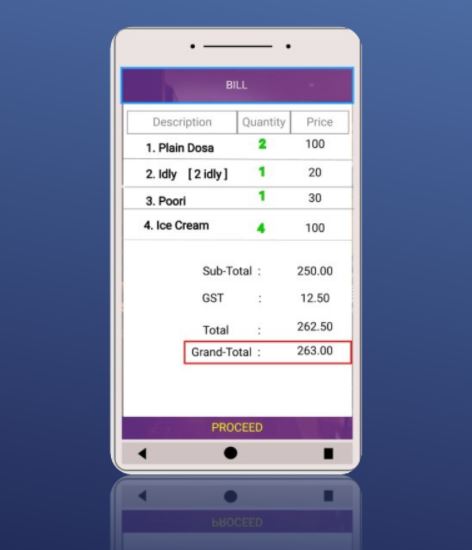 BILL
Description Quantity Price
1. Plain Dosa 2 100
2. Idly [ 2 idly ] 1 20
3. Poori 1 30
4. Ice Cream 4 100
Sub-Total : 250.00
GST : 12.50
Total : 262.50
Grand-Total : 263.00
PROCEED
PROCEED